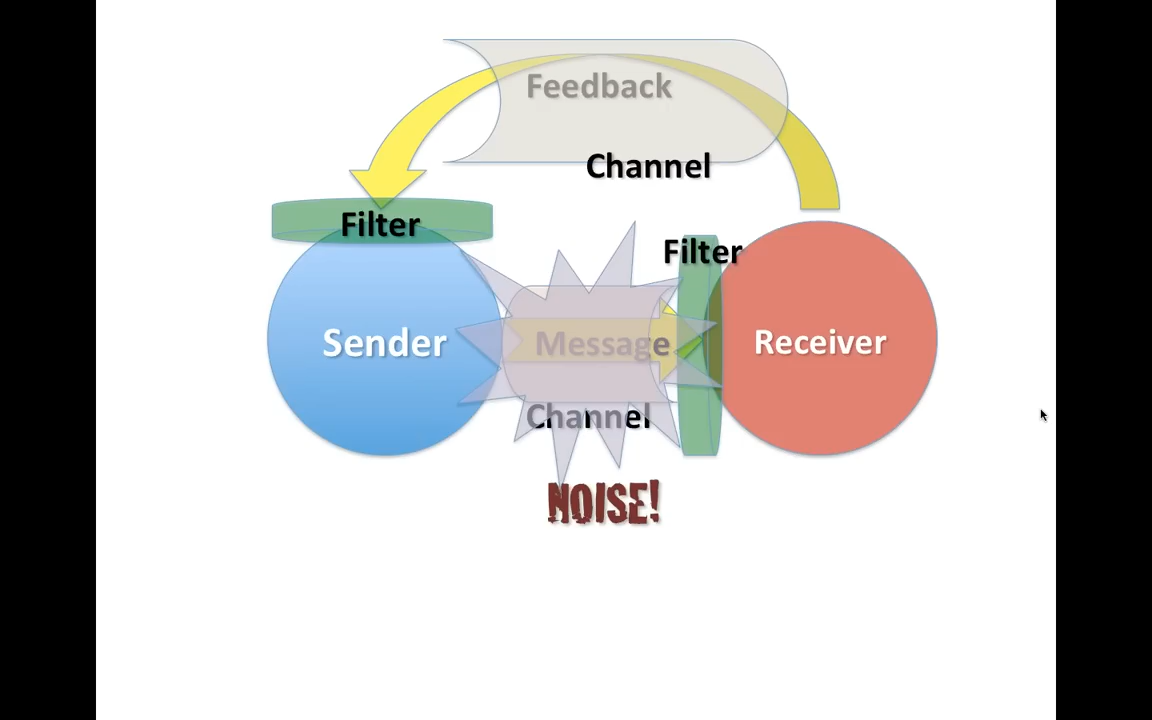 Feedback
Channel
Filter
Filter
Sender
Message
Receiver
Channel
NOISE!